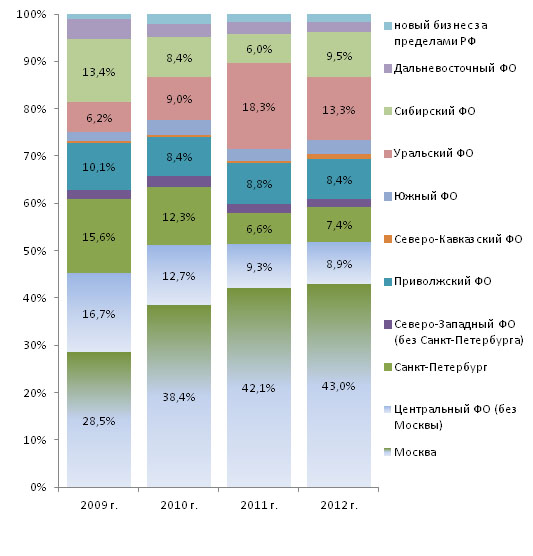 100%
90%
80%
70%
60%
50%
40%
30%
20%
10%
0%
13,4%
6,2%
10,1%
15,6%
16,7%
28,5%
8,4%
9,0%
8,4%
12,3%
12,7%
38,4%
6,0%
18,3%
8,8%
6,6%
9,3%
42,1%
9,5%
13,3%
8,4%
7,4%
8,9%
43,0%
2009 г.
2010 г.
2011 г.
2012 г.
новый бизнес за
пределами РФ
Дальневосточный ФО
Сибирский ФО
Уральский ФО
Южный ФО
Северо-Кавказский ФО
Приволжский ФО
Северо-Западный ФО
(без Санкт-Петербурга)
Санкт-Петербург
Центральный ФО (без
Москвы)
Москва